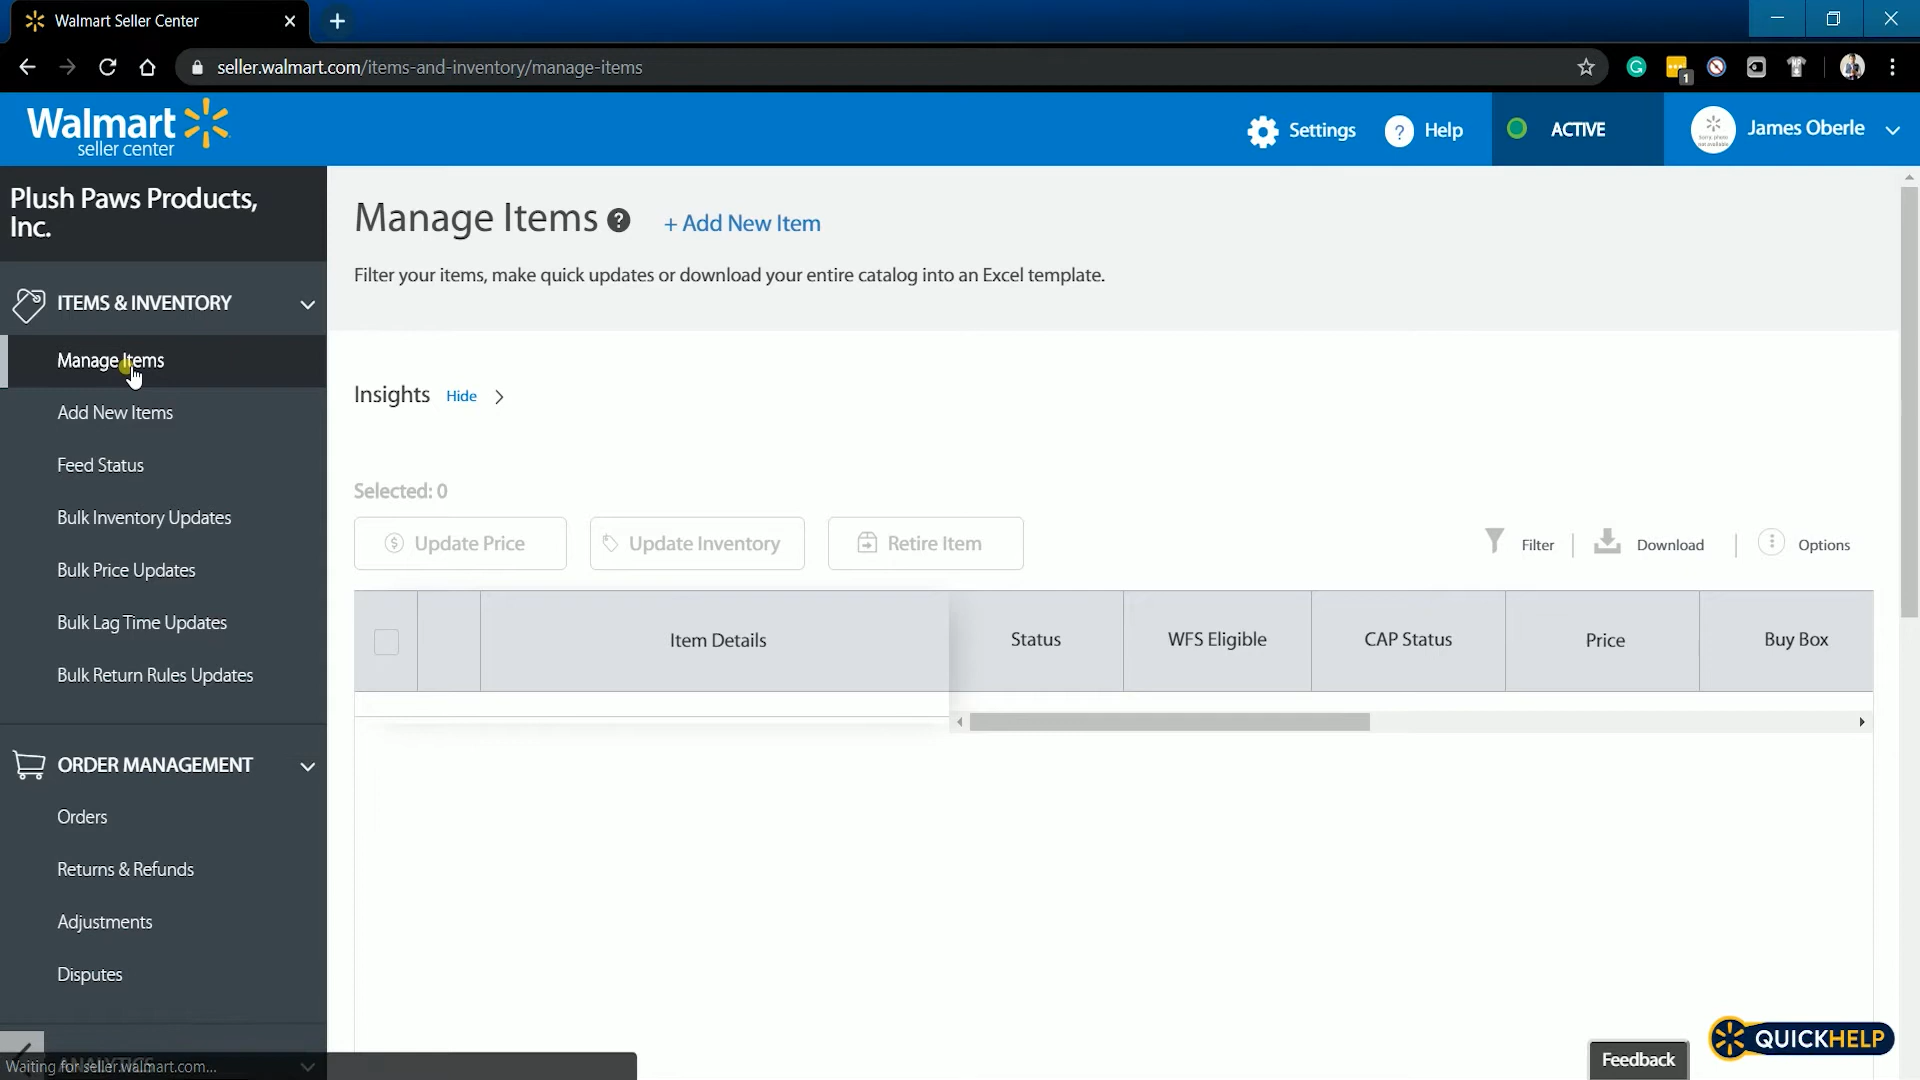 Walmart Seller Center
seller.walmart.com/items-and-inventory/manage-items
1
Walmart
seller center
Settings
? Help
ACTIVE
James Oberle
Plush Paws Products,
Inc.
ITEMS & INVENTORY
Manage Items
Add New Items
Feed Status
Bulk Inventory Updates
Bulk Price Updates
Bulk Lag Time Updates
Bulk Return Rules Updates
ORDER MANAGEMENT
Orders
Returns & Refunds
Adjustments
Disputes
ANALYTICS
Waiting for seller.walmart.com...
Manage Items ? + Add New Item
Filter your items, make quick updates or download your entire catalog into an Excel template.
Insights Hide
Selected: 0
$ Update Price Update Inventory Retire Item
Filter | Download | Options
Item Details Status WFS Eligible CAP Status Price Buy Box
QUICKHELP
Feedback